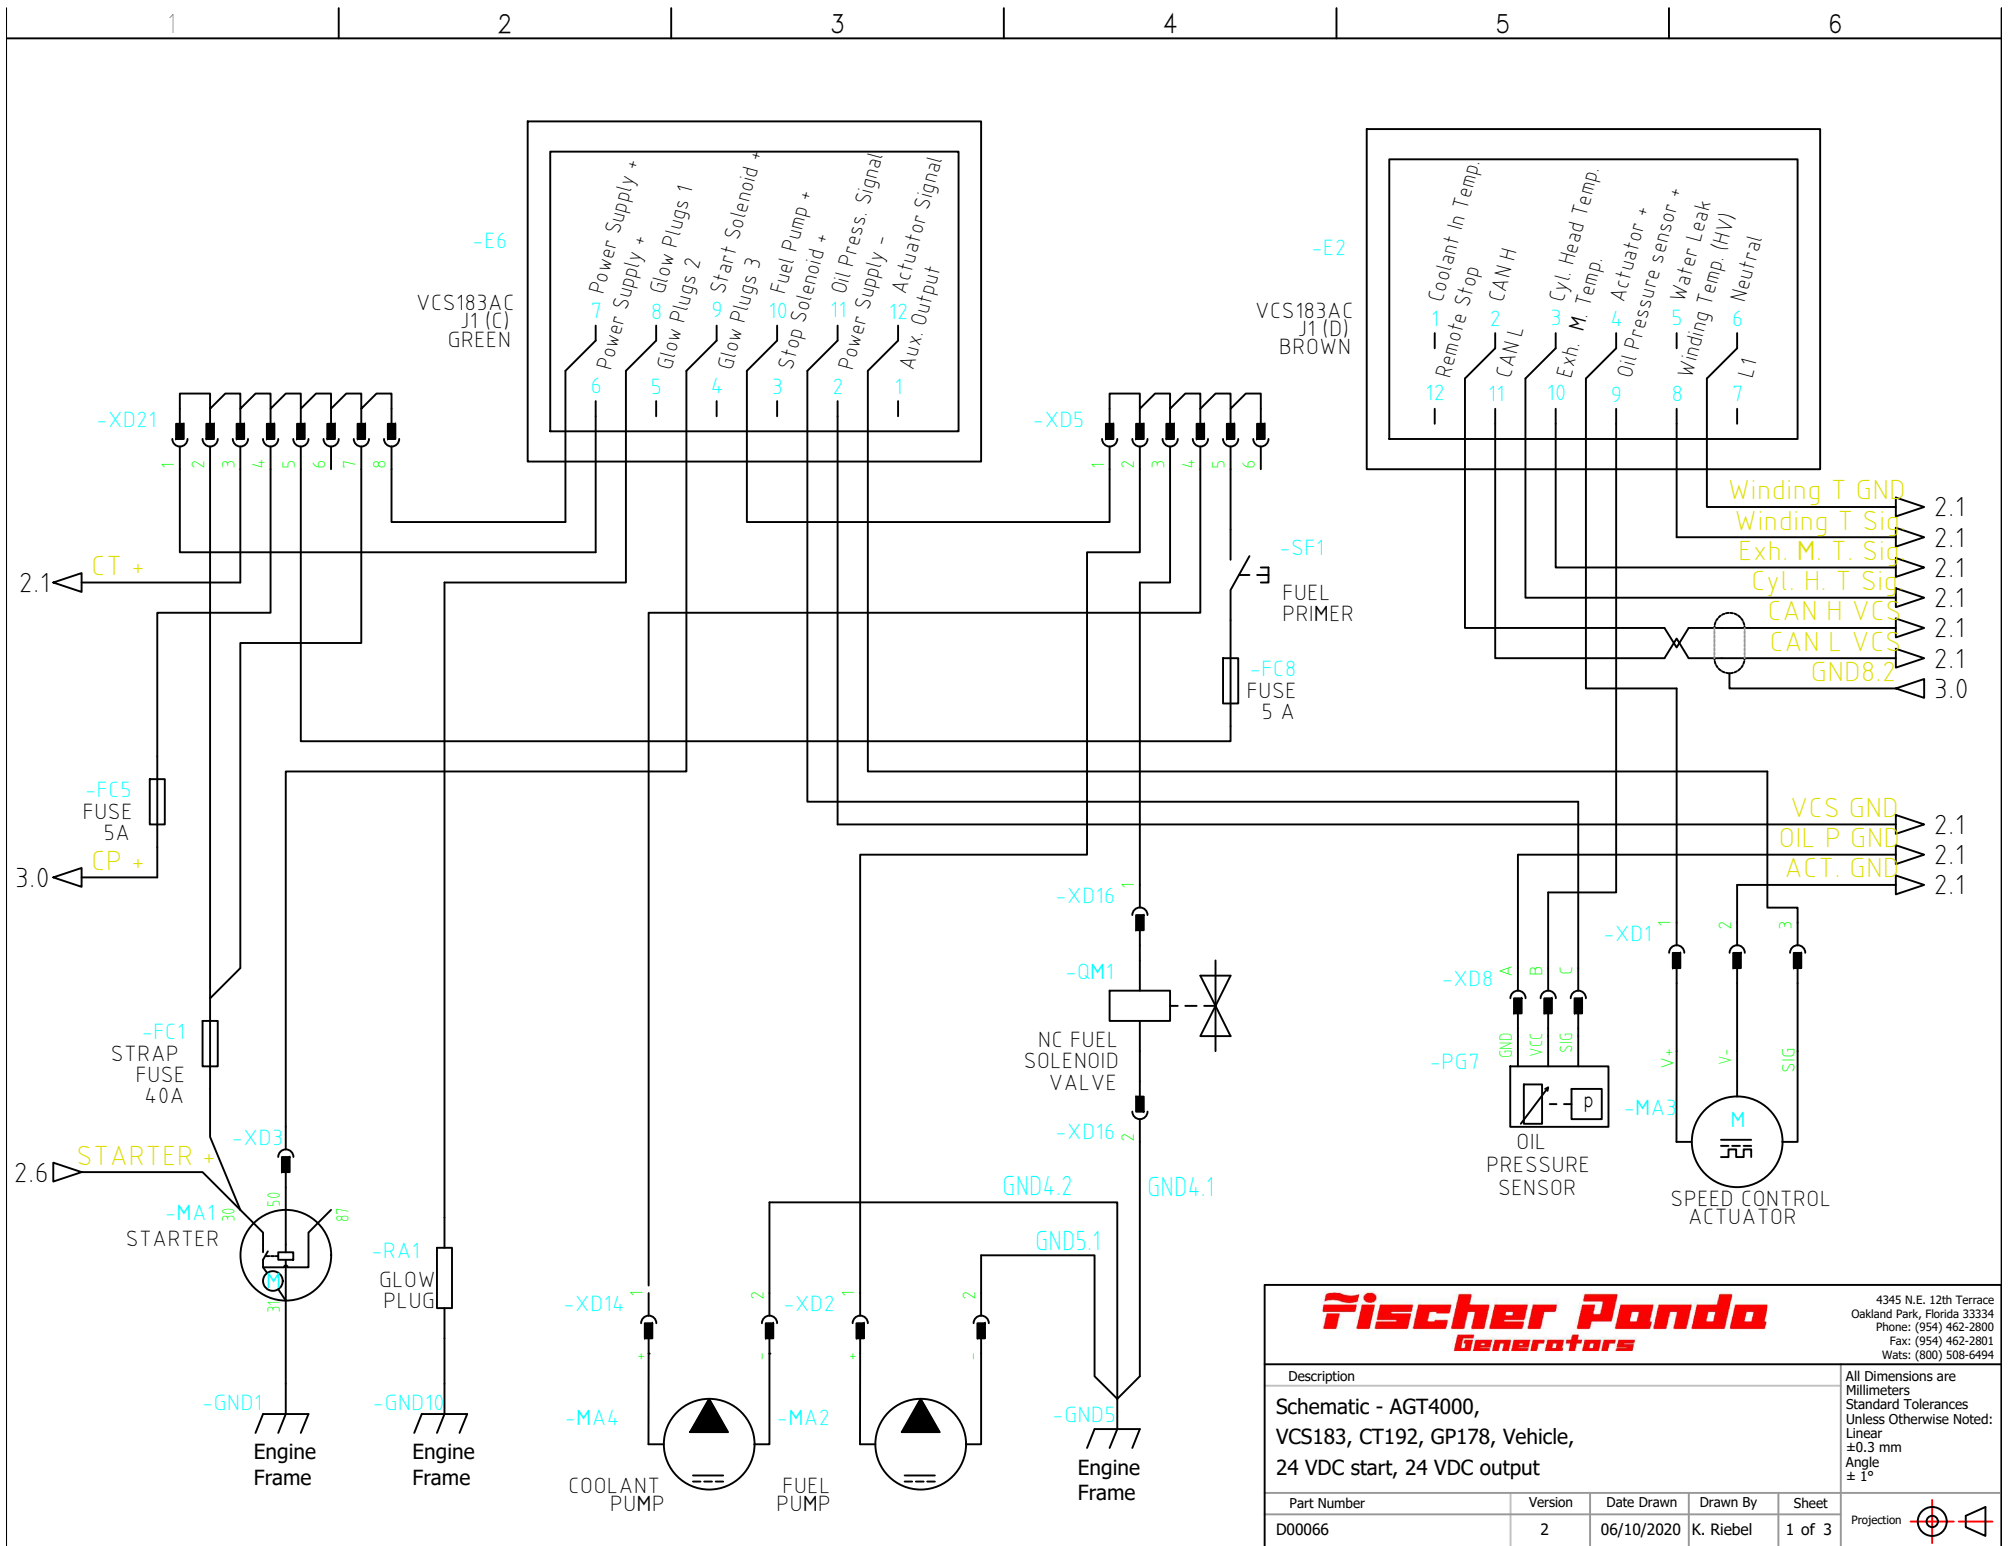 1
2
3
4
5
6
-E6
VCS183AC
J1 (C)
GREEN
Power Supply +
Power Supply +
Glow Plugs 1
Glow Plugs 2
Start Solenoid +
Glow Plugs 3
Fuel Pump +
Stop Solenoid +
Oil Press. Signal
Power Supply -
Actuator Signal
Aux. Output
7
8
9
10
11
12
6
5
4
3
2
1
-E2
VCS183AC
J1 (D)
BROWN
Coolant In Temp.
Remote Stop
CAN H
CAN L
Cyl. Head Temp.
Exh. M. Temp.
Actuator +
Oil Pressure sensor +
Water Leak
Winding Temp. (HV)
Neutral
L1
1
2
3
4
5
6
12
11
10
9
8
7
-XD21
1
2
3
4
5
6
7
8
-XD5
1
2
3
4
5
6
Winding T GND
2.1
Winding T Sig
2.1
Exh. M. T. Sig
2.1
Cyl. H. T Sig
2.1
CAN H VCS
2.1
CAN L VCS
2.1
GND8.2
3.0
CT +
2.1
-SF1
FUEL
PRIMER
-FC8
FUSE
5 A
-FC5
FUSE
5A
CP +
3.0
VCS GND
2.1
OIL P GND
2.1
ACT. GND
2.1
-XD16
1
-QM1
NC FUEL
SOLENOID
VALVE
-XD16
2
-XD1
1
2
3
V+
V-
SIG
-XD8
A
B
C
GND
VCC
SIG
-PG7
p
OIL
PRESSURE
SENSOR
-MA3
M
SPEED CONTROL
ACTUATOR
-FC1
STRAP
FUSE
40A
-XD3
STARTER +
2.6
-MA1
STARTER
30
50
87
31
M
-RA1
GLOW
PLUG
GND4.2
GND4.1
GND5.1
-XD14
1
2
+
-
-XD2
1
2
+
-
-GND1
Engine
Frame
-GND10
Engine
Frame
-MA4
COOLANT
PUMP
-MA2
FUEL
PUMP
-GND5
Engine
Frame
Fischer Panda
Generators
4345 N.E. 12th Terrace
Oakland Park, Florida 33334
Phone: (954) 462-2800
Fax: (954) 462-2801
Wats: (800) 508-6494
Description
Schematic - AGT4000,
VCS183, CT192, GP178, Vehicle,
24 VDC start, 24 VDC output
All Dimensions are
Millimeters
Standard Tolerances
Unless Otherwise Noted:
Linear
±0.3 mm
Angle
± 1°
Part Number
Version
Date Drawn
Drawn By
Sheet
Projection
D00066
2
06/10/2020
K. Riebel
1 of 3